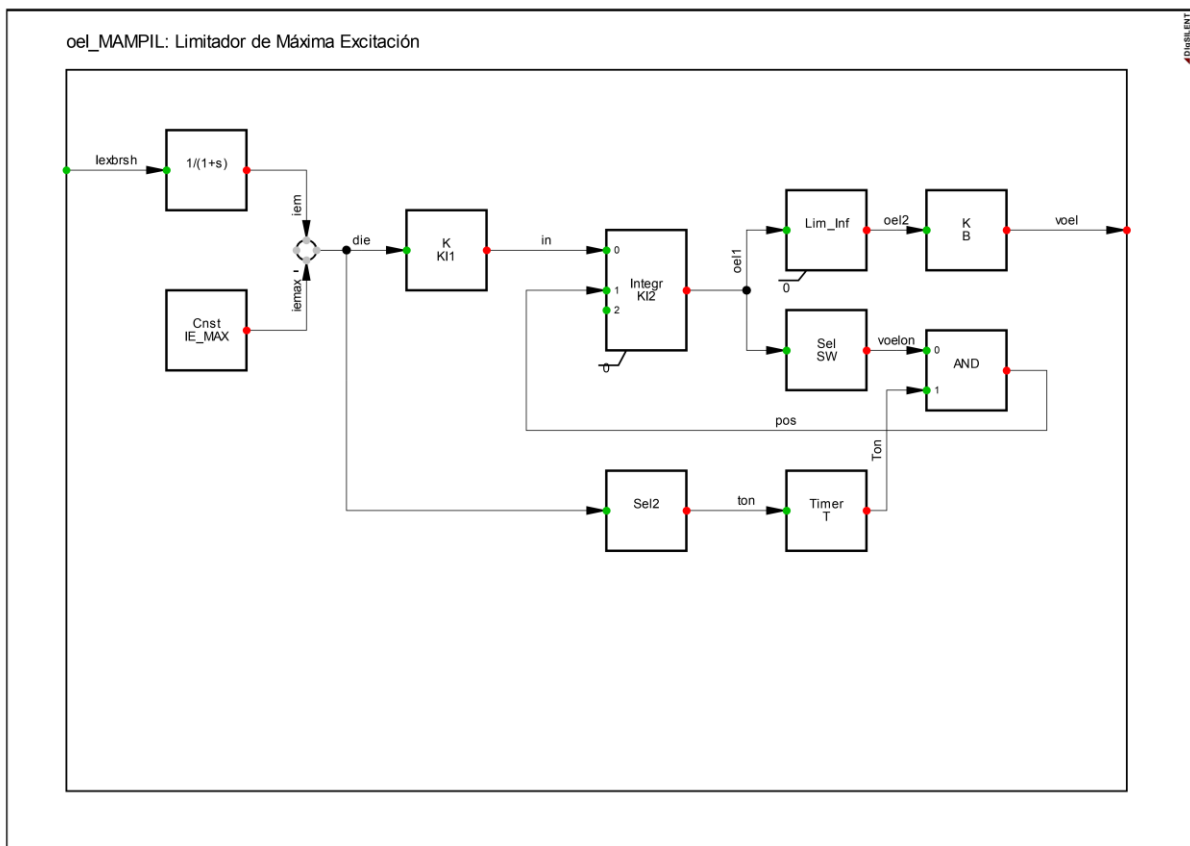 oel_MAMPIL: Limitador de Máxima Excitación
DIgSILENT
Iexbrsh
1/(1+s)
iem
die
K
KI1
in
0
1
2
Integr
KI2
0
oel1
Lim_Inf
0
oel2
K
B
voel
iemax
-
Cnst
IE_MAX
Sel
SW
voelon
0
1
AND
pos
Ton
Sel2
ton
Timer
T